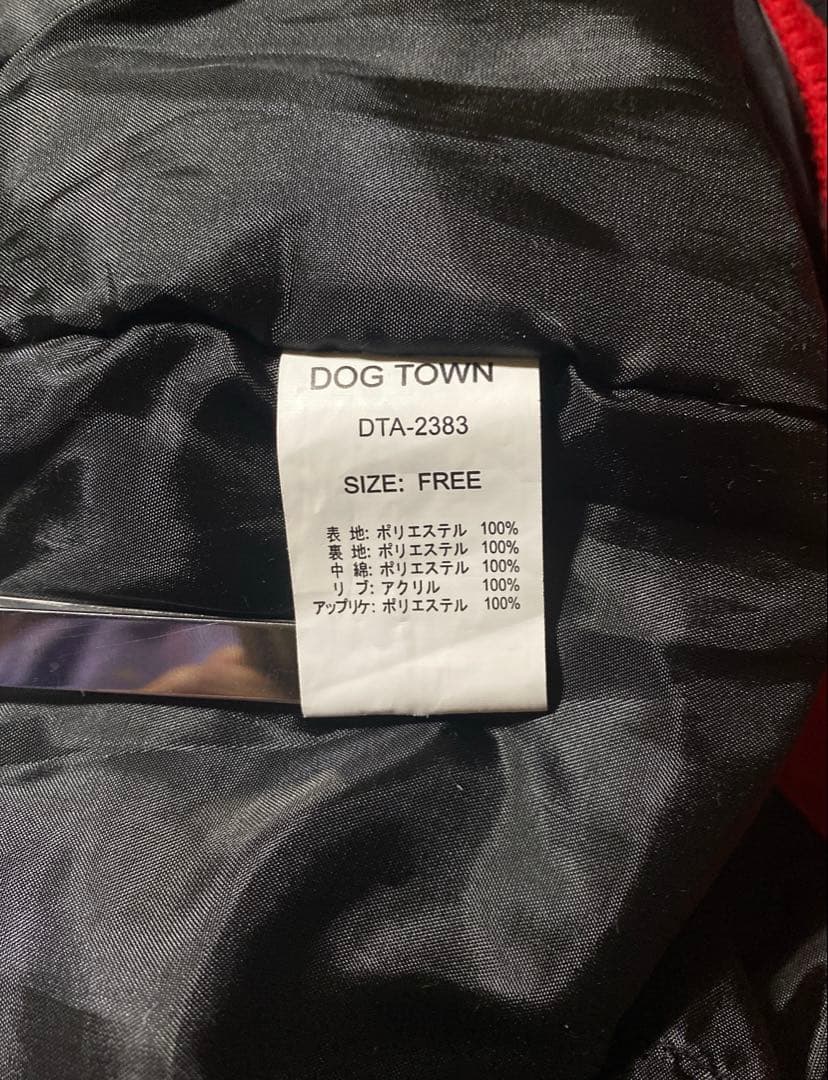 DOG TOWN
DTA-2383
SIZE: FREE
表 地: ポリエステル 100%
裏 地: ポリエステル 100%
中 綿: ポリエステル 100%
リ ブ: アクリル 100%
アップリケ: ポリエステル 100%